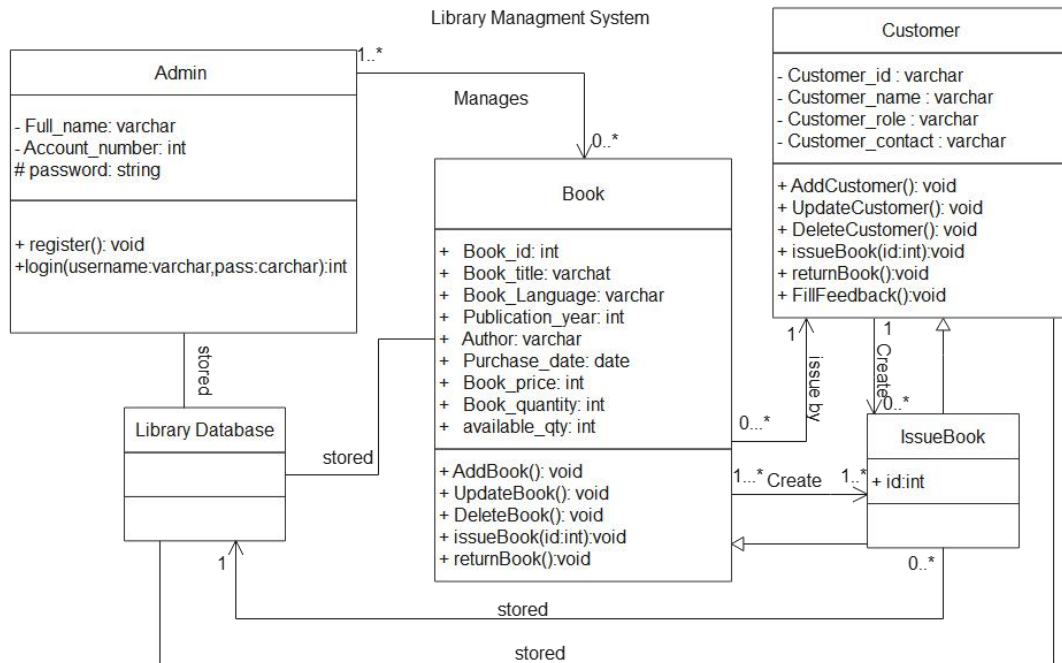 Library Managment System
Admin
- Full_name: varchar
- Account_number: int
# password: string
+ register(): void
+login(username:varchar,pass:carchar):int
1..*
Manages
0..*
Customer
- Customer_id : varchar
- Customer_name : varchar
- Customer_role : varchar
- Customer_contact : varchar
+ AddCustomer(): void
+ UpdateCustomer(): void
+ DeleteCustomer(): void
+ issueBook(id:int):void
+ returnBook():void
+ FillFeedback():void
Book
+ Book_id: int
+ Book_title: varchat
+ Book_Language: varchar
+ Publication_year: int
+ Author: varchar
+ Purchase_date: date
+ Book_price: int
+ Book_quantity: int
+ available_qty: int
+ AddBook(): void
+ UpdateBook(): void
+ DeleteBook(): void
+ issueBook(id:int):void
+ returnBook():void
stored
Library Database
stored
1
issue by
0...*
1
Create
0..*
IssueBook
+ id:int
1...*
Create
1..*
0..*
1
stored
stored